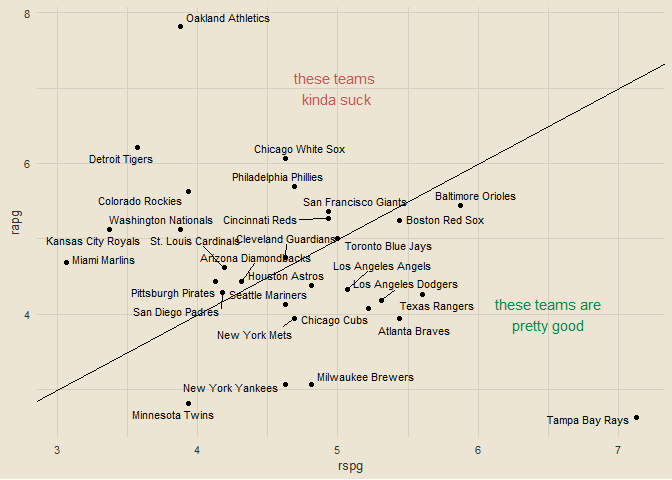 8
Oakland Athletics
these teams
kinda suck
Chicago White Sox
Detroit Tigers
6
Philadelphia Phillies
Colorado Rockies
San Francisco Giants
Baltimore Orioles
Washington Nationals
Cincinnati Reds
Boston Red Sox
Kansas City Royals
St. Louis Cardinals
Cleveland Guardians
Toronto Blue Jays
rapg
Miami Marlins
Arizona Diamondbacks
Los Angeles Angels
Houston Astros
Los Angeles Dodgers
Pittsburgh Pirates
Seattle Mariners
Texas Rangers
these teams are
pretty good
San Diego Padres
4
Chicago Cubs
New York Mets
Atlanta Braves
Milwaukee Brewers
New York Yankees
Minnesota Twins
Tampa Bay Rays
3
4
5
6
7
rspg